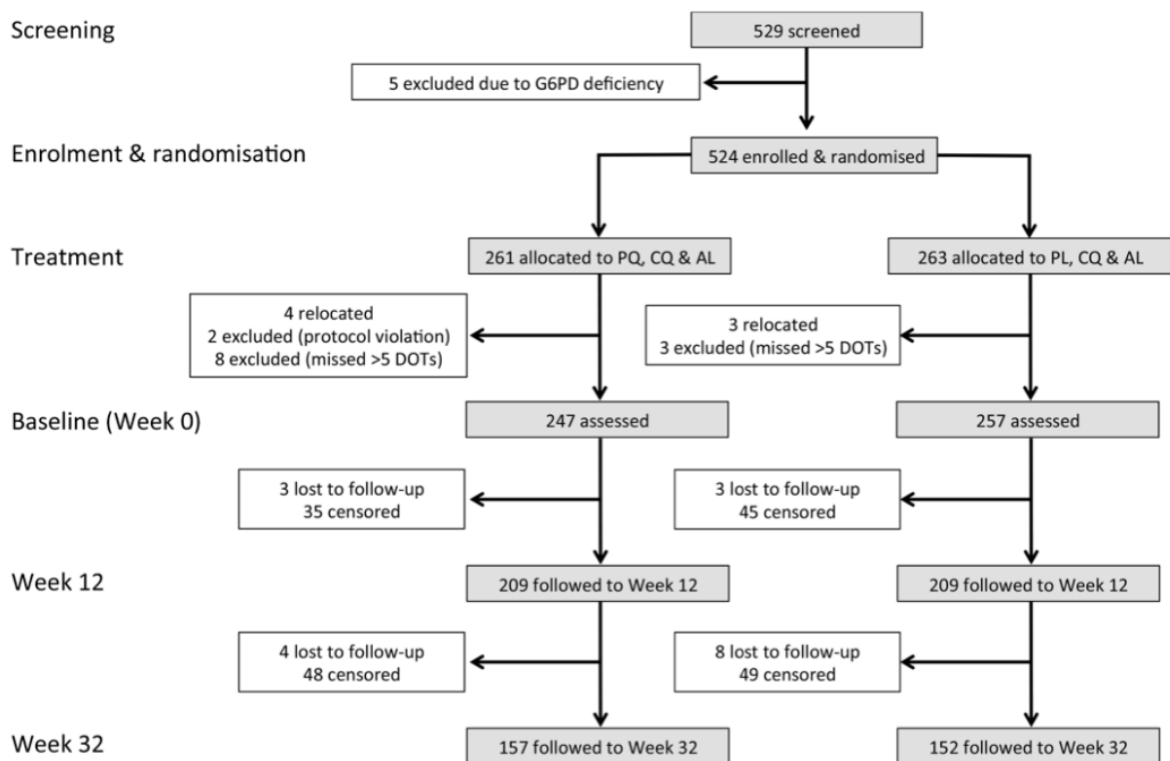 Screening
529 screened
5 excluded due to G6PD deficiency
Enrolment & randomisation
524 enrolled & randomised
Treatment
261 allocated to PQ, CQ & AL
263 allocated to PL, CQ & AL
4 relocated
2 excluded (protocol violation)
8 excluded (missed >5 DOTs)
3 relocated
3 excluded (missed >5 DOTs)
Baseline (Week 0)
247 assessed
257 assessed
3 lost to follow-up
35 censored
3 lost to follow-up
45 censored
Week 12
209 followed to Week 12
209 followed to Week 12
4 lost to follow-up
48 censored
8 lost to follow-up
49 censored
Week 32
157 followed to Week 32
152 followed to Week 32